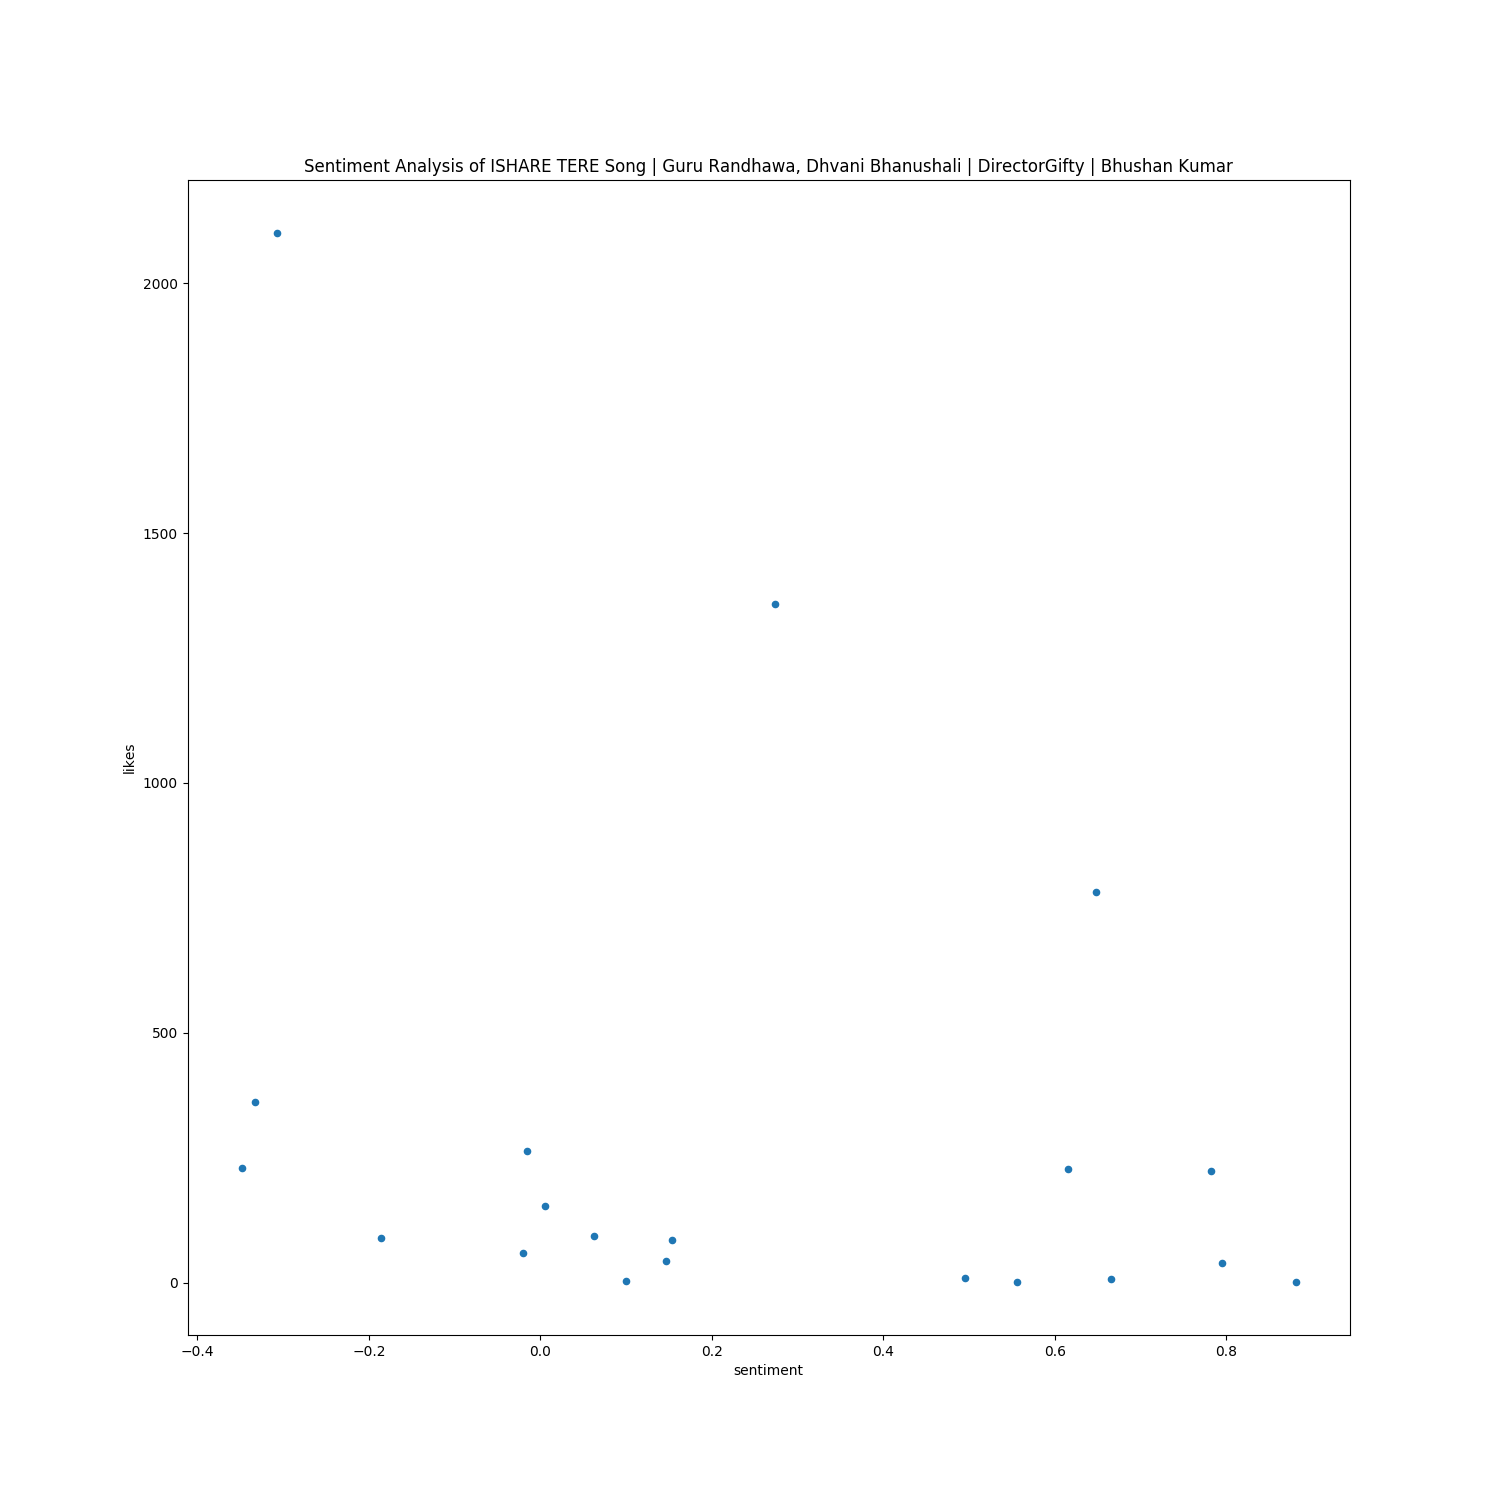 Sentiment Analysis of ISHARE TERE Song | Guru Randhawa, Dhvani Bhanushali | DirectorGifty | Bhushan Kumar
2000
1500
1000
500
0
likes
−0.4 −0.2 0.0 0.2 0.4 0.6 0.8
sentiment